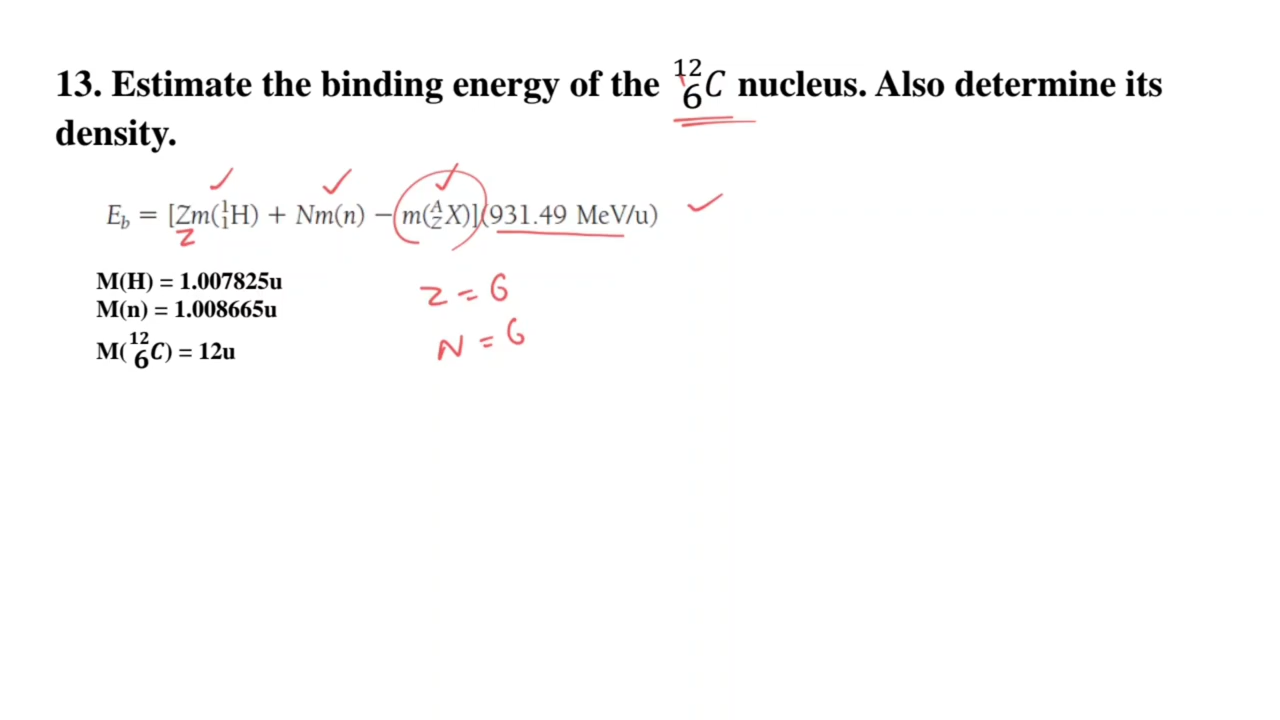 13. Estimate the binding energy of the ¹²₆C nucleus. Also determine its
density.
E_b = [Zm(¹₁H) + Nm(n) − m(ᴬ_ZX)](931.49 MeV/u)
Z
M(H) = 1.007825u
M(n) = 1.008665u
M(¹²₆C) = 12u
Z = 6
N = 6